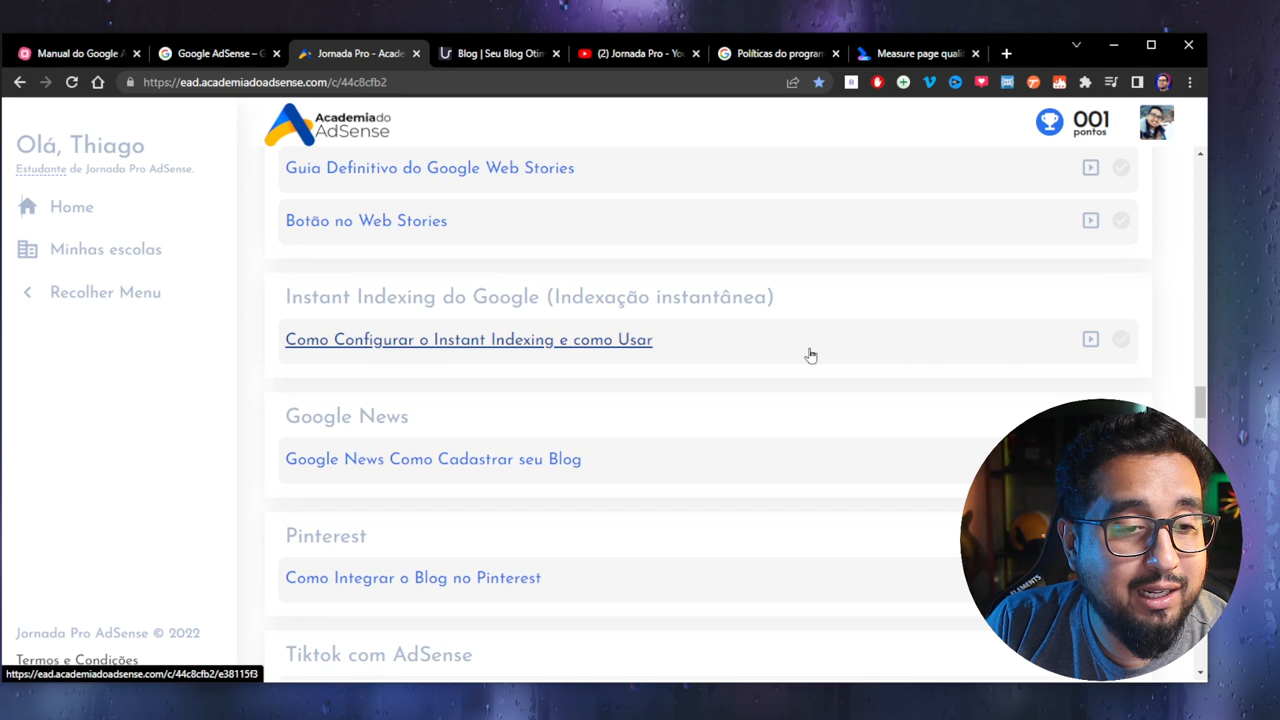 Manual do Google A
Google AdSense – G
Jornada Pro - Acade
Blog | Seu Blog Otim
(2) Jornada Pro - Yo
Políticas do program
Measure page quali
https://ead.academiadoadsense.com/c/44c8cfb2
Olá, Thiago
Estudante de Jornada Pro AdSense.
Home
Minhas escolas
Recolher Menu
Academia do
AdSense
001
pontos
Guia Definitivo do Google Web Stories
Botão no Web Stories
Instant Indexing do Google (Indexação instantânea)
Como Configurar o Instant Indexing e como Usar
Google News
Google News Como Cadastrar seu Blog
Pinterest
Como Integrar o Blog no Pinterest
Tiktok com AdSense
Jornada Pro AdSense © 2022
Termos e Condições
https://ead.academiadoadsense.com/c/44c8cfb2/e38115f3
ELEMENTS